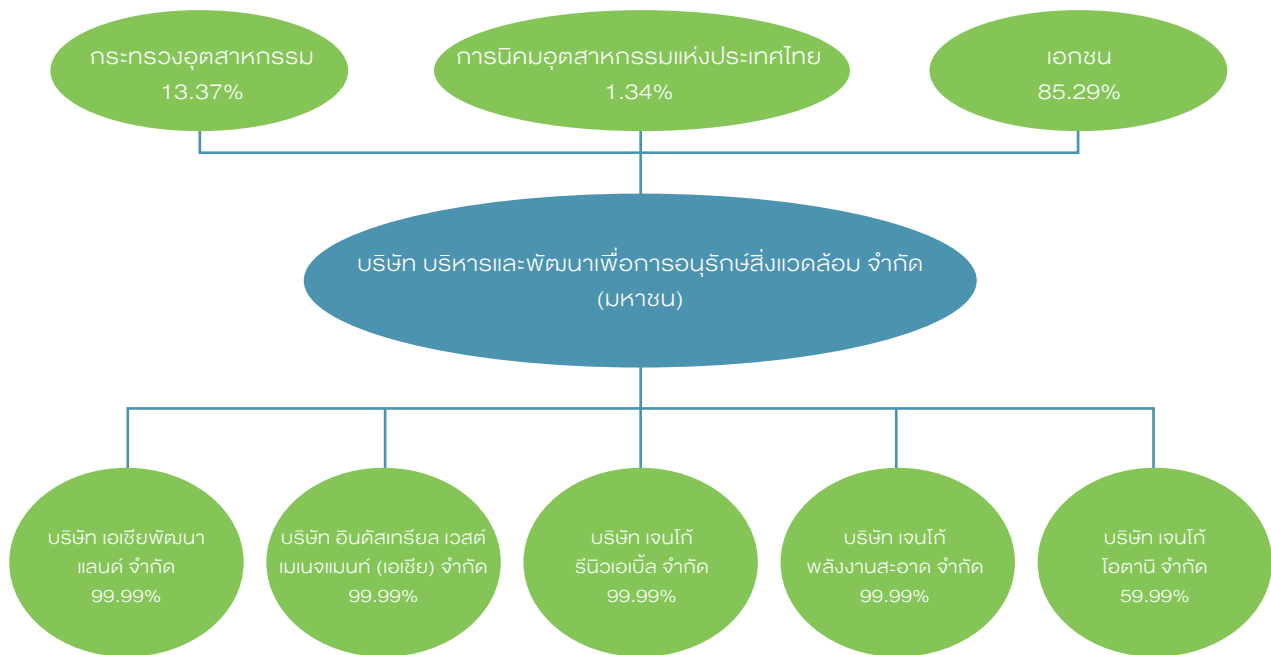 กระทรวงอุตสาหกรรม
13.37%
การนิคมอุตสาหกรรมแห่งประเทศไทย
1.34%
เอกชน
85.29%
บริษัท บริหารและพัฒนาเพื่อการอนุรักษ์สิ่งแวดล้อม จำกัด
(มหาชน)
บริษัท เอเชียพัฒนา
แลนด์ จำกัด
99.99%
บริษัท อินดัสเทรียล เวสต์
เมเนจแมนท์ (เอเชีย) จำกัด
99.99%
บริษัท เจนโก้
รีนิวเอเบิ้ล จำกัด
99.99%
บริษัท เจนโก้
พลังงานสะอาด จำกัด
99.99%
บริษัท เจนโก้
โอตานิ จำกัด
59.99%